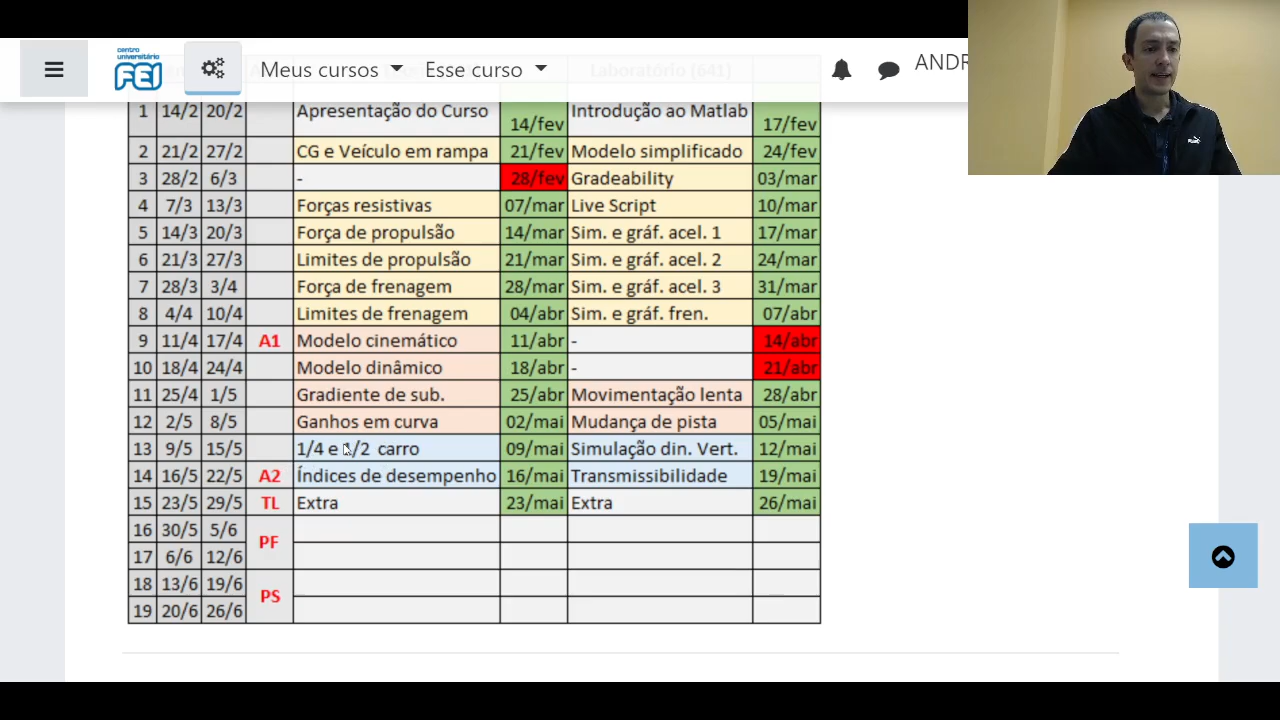 centro
universitário
FEI
Meus cursos
Esse curso
ANDR
Laboratório (641)
1 14/2 20/2 Apresentação do Curso 14/fev Introdução ao Matlab 17/fev
2 21/2 27/2 CG e Veículo em rampa 21/fev Modelo simplificado 24/fev
3 28/2 6/3 - 28/fev Gradeability 03/mar
4 7/3 13/3 Forças resistivas 07/mar Live Script 10/mar
5 14/3 20/3 Força de propulsão 14/mar Sim. e gráf. acel. 1 17/mar
6 21/3 27/3 Limites de propulsão 21/mar Sim. e gráf. acel. 2 24/mar
7 28/3 3/4 Força de frenagem 28/mar Sim. e gráf. acel. 3 31/mar
8 4/4 10/4 Limites de frenagem 04/abr Sim. e gráf. fren. 07/abr
9 11/4 17/4 A1 Modelo cinemático 11/abr - 14/abr
10 18/4 24/4 Modelo dinâmico 18/abr - 21/abr
11 25/4 1/5 Gradiente de sub. 25/abr Movimentação lenta 28/abr
12 2/5 8/5 Ganhos em curva 02/mai Mudança de pista 05/mai
13 9/5 15/5 1/4 e 1/2 carro 09/mai Simulação din. Vert. 12/mai
14 16/5 22/5 A2 Índices de desempenho 16/mai Transmissibilidade 19/mai
15 23/5 29/5 TL Extra 23/mai Extra 26/mai
16 30/5 5/6 PF
17 6/6 12/6
18 13/6 19/6 PS
19 20/6 26/6